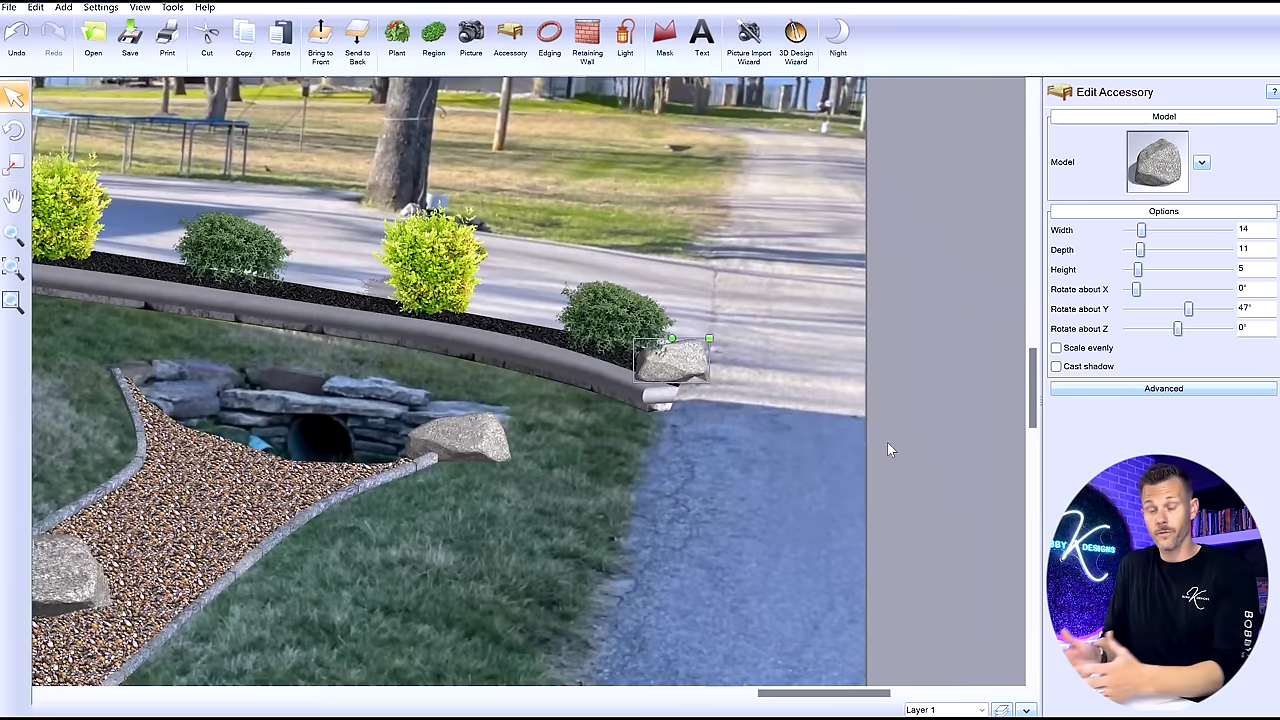 File Edit Add Settings View Tools Help
Undo Redo Open Save Print Cut Copy Paste Bring to Front Send to Back Plant Region Picture Accessory Edging Retaining Wall Light Mask Text Picture Import Wizard 3D Design Wizard Night
Edit Accessory ?
Model
Model
Options
Width 14
Depth 11
Height 5
Rotate about X 0°
Rotate about Y 47°
Rotate about Z 0°
Scale evenly
Cast shadow
Advanced
BBY K DESIGNS
K
BOBBY
Layer 1